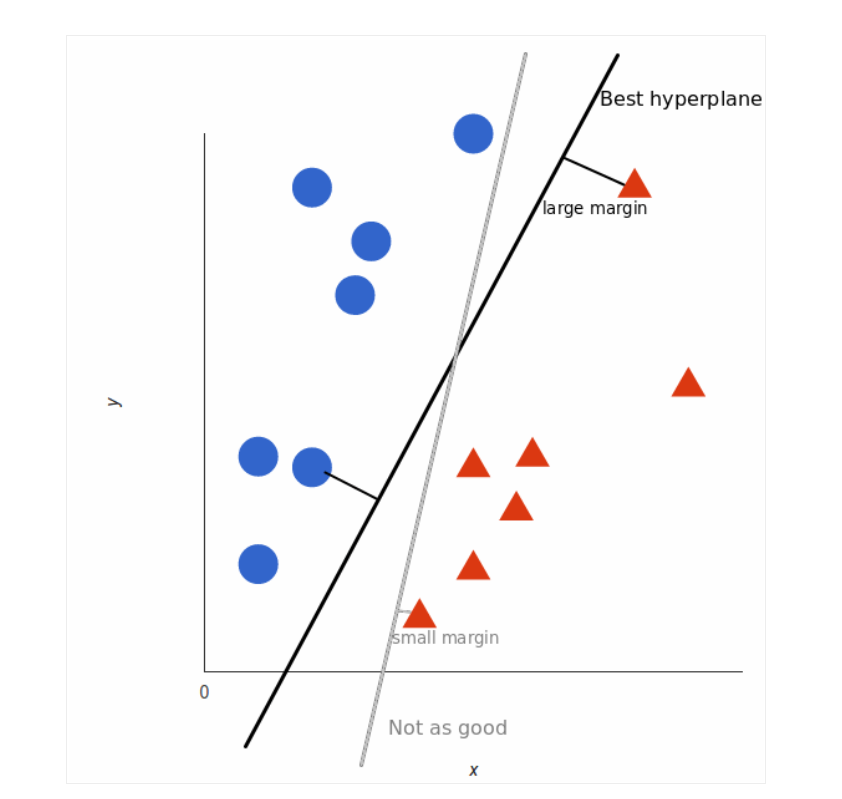 Best hyperplane
large margin
y
small margin
0
Not as good
x